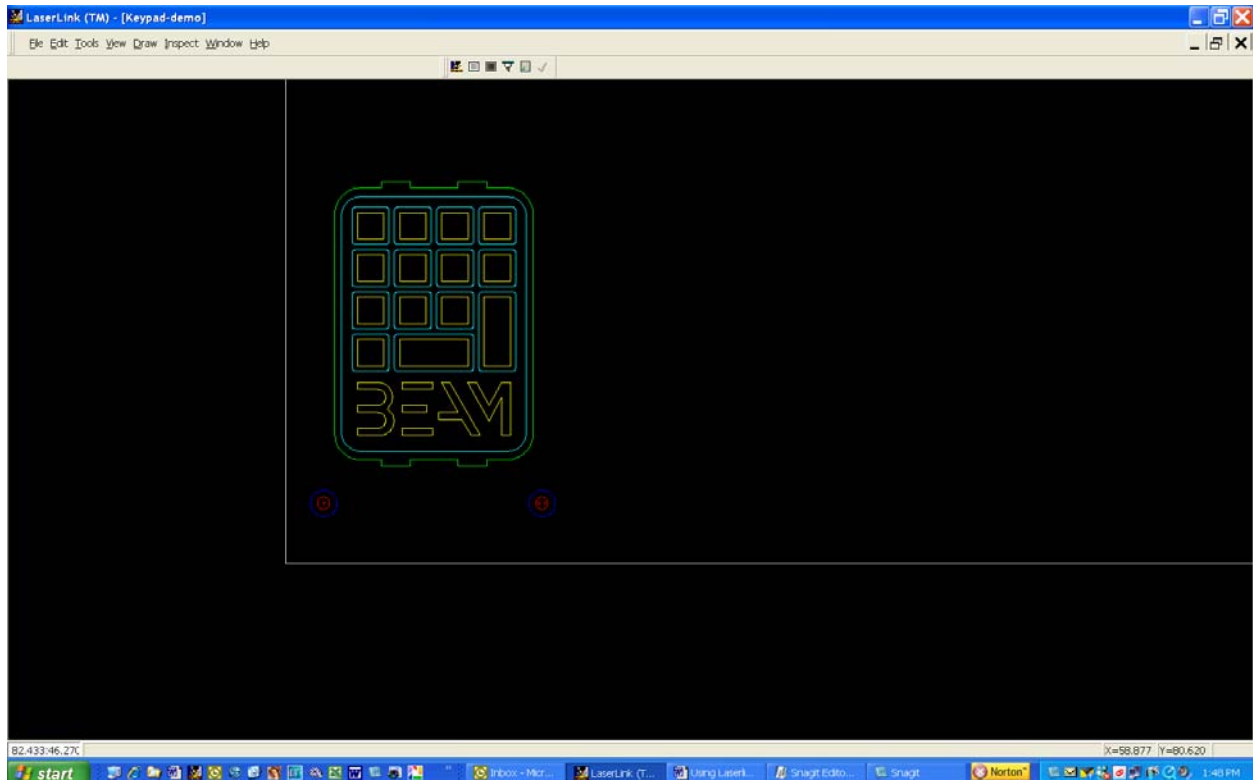 LaserLink (TM) - [Keypad-demo]
File Edit Tools View Draw Inspect Window Help
BEAM
82.433:46.270
X=58.877 Y=80.620
start
Inbox - Micr...
LaserLink (T...
Using Laserli...
SnagIt Edito...
SnagIt
Norton
1:48 PM